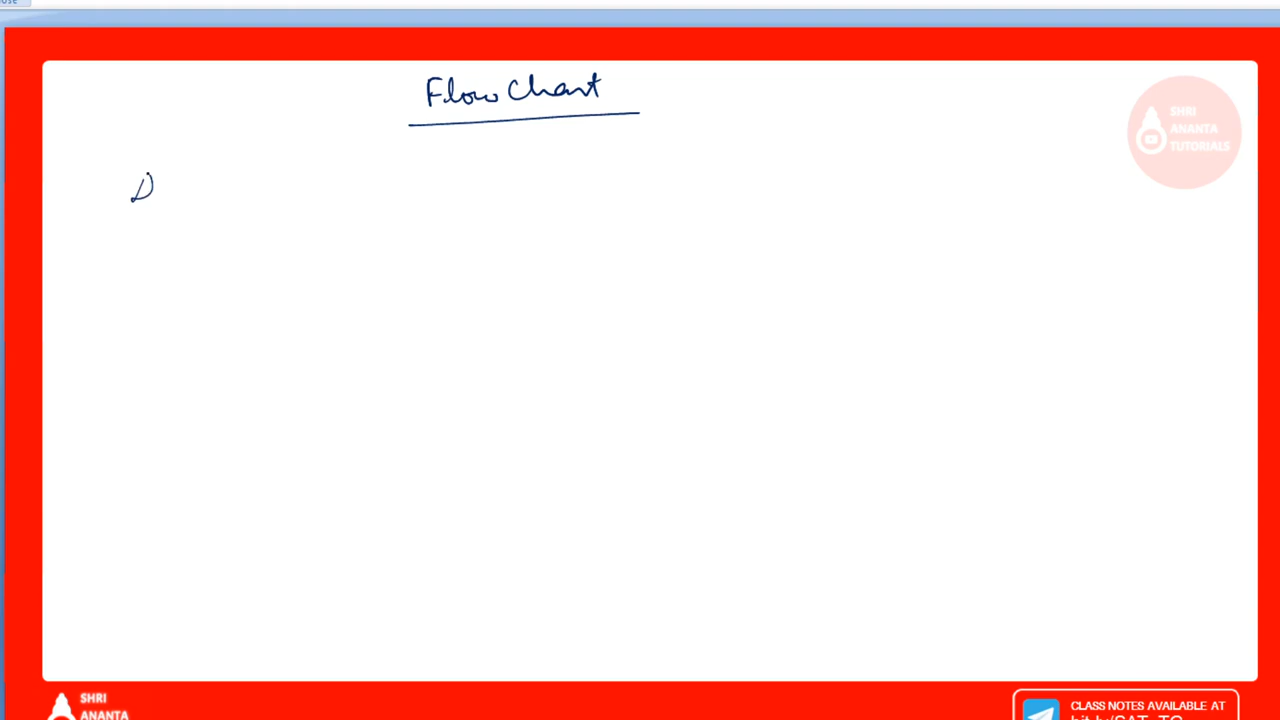 Flow Chart
SHRI
ANANTA
TUTORIALS
D
SHRI
ANANTA
CLASS NOTES AVAILABLE AT